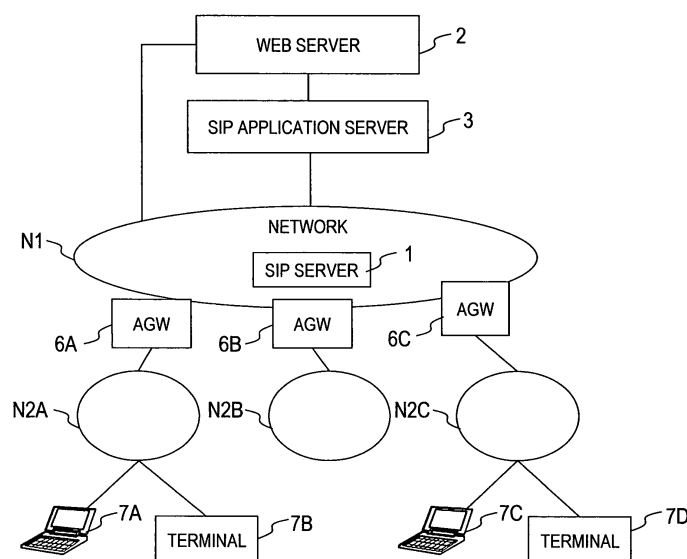 WEB SERVER
2
SIP APPLICATION SERVER
3
NETWORK
N1
1
SIP SERVER
AGW
AGW
AGW
6A
6B
6C
N2A
N2B
N2C
7A
TERMINAL
7B
7C
TERMINAL
7D